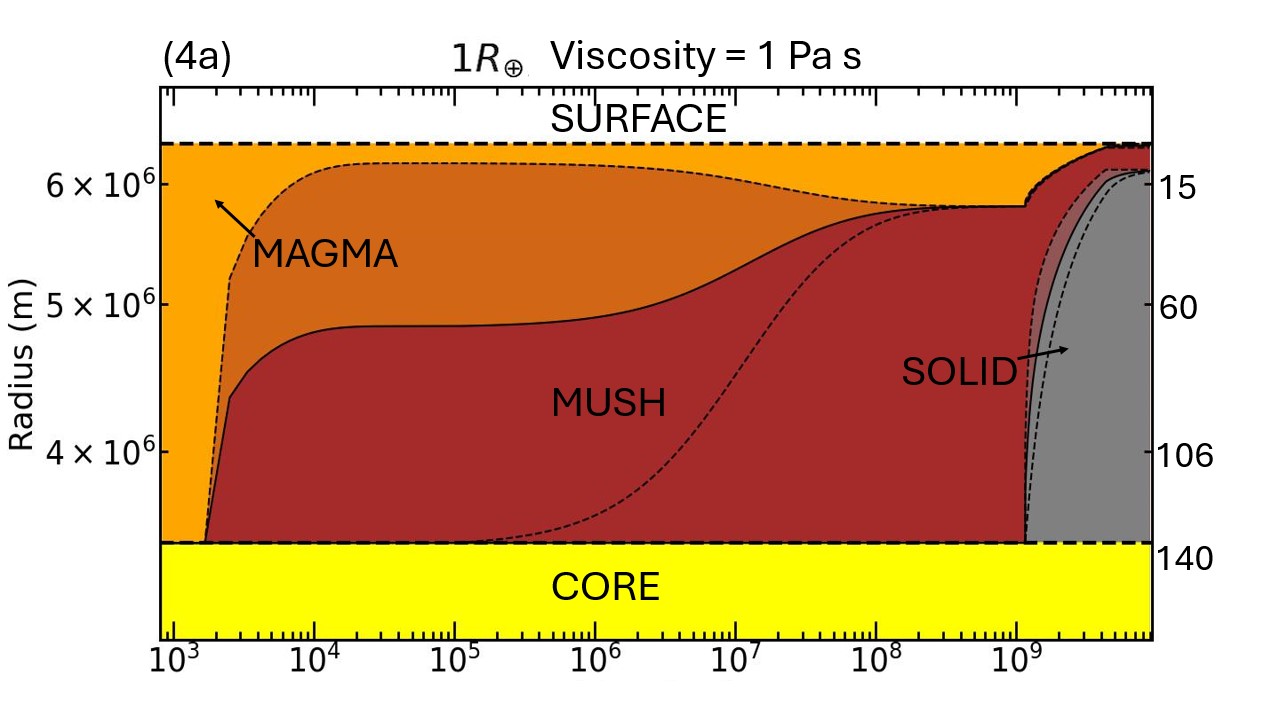 (4a) 1R⊕ Viscosity = 1 Pa s
SURFACE
6 × 10⁶
15
MAGMA
5 × 10⁶
60
SOLID
MUSH
Radius (m)
4 × 10⁶
106
140
CORE
10³ 10⁴ 10⁵ 10⁶ 10⁷ 10⁸ 10⁹